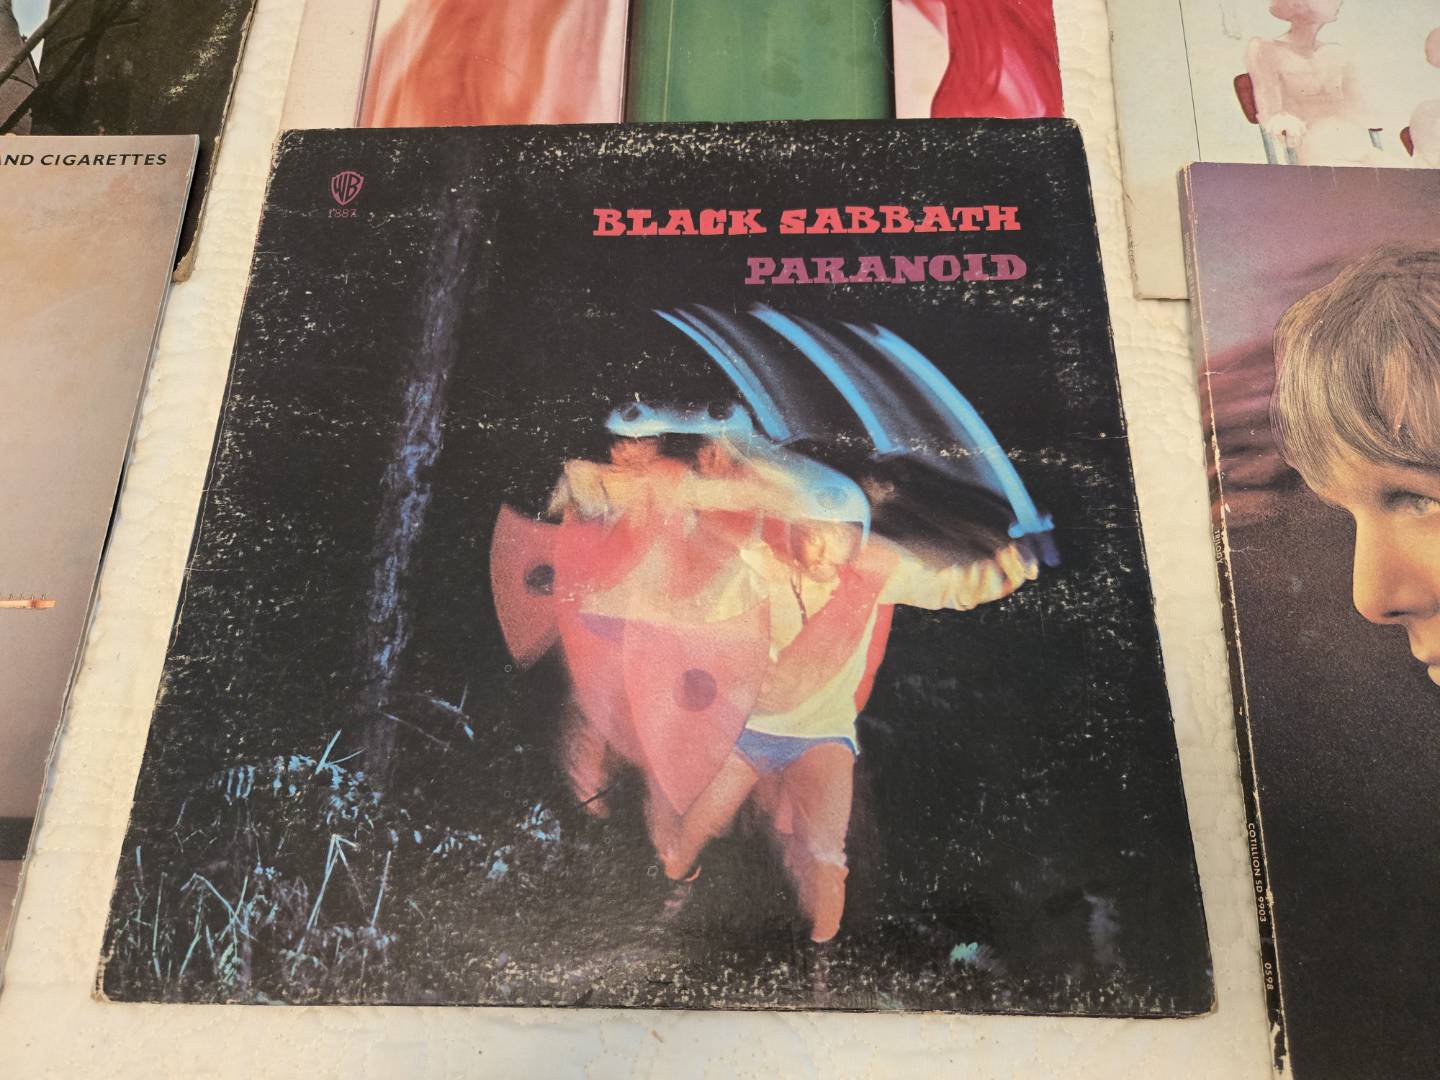 AND CIGARETTES
WB
1887
BLACK SABBATH
PARANOID
COTILLION SD 9903
0598